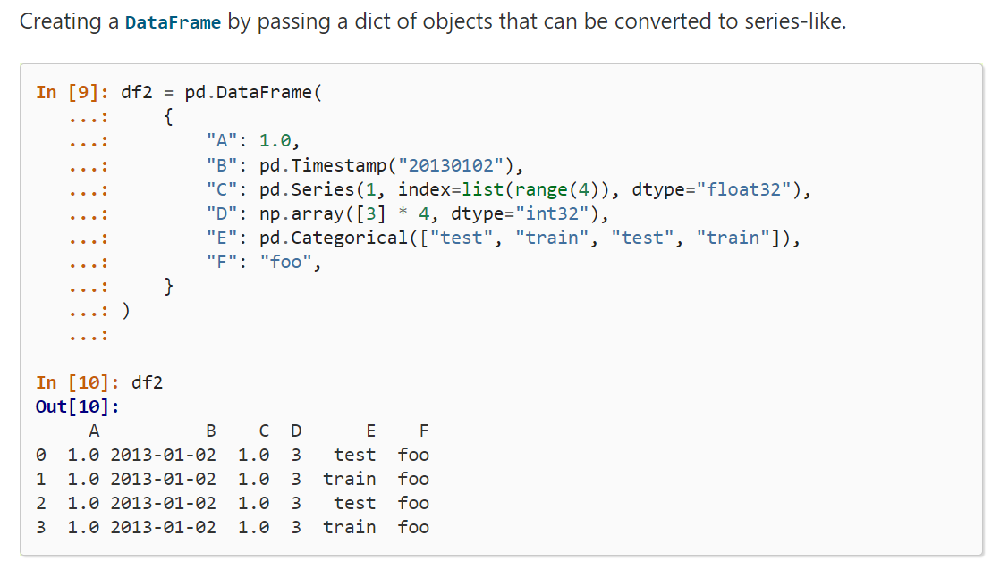 Creating a DataFrame by passing a dict of objects that can be converted to series-like.
In [9]: df2 = pd.DataFrame(
   ...:     {
   ...:         "A": 1.0,
   ...:         "B": pd.Timestamp("20130102"),
   ...:         "C": pd.Series(1, index=list(range(4)), dtype="float32"),
   ...:         "D": np.array([3] * 4, dtype="int32"),
   ...:         "E": pd.Categorical(["test", "train", "test", "train"]),
   ...:         "F": "foo",
   ...:     }
   ...: )
   ...:
In [10]: df2
Out[10]:
     A          B    C  D      E    F
0  1.0 2013-01-02  1.0  3   test  foo
1  1.0 2013-01-02  1.0  3  train  foo
2  1.0 2013-01-02  1.0  3   test  foo
3  1.0 2013-01-02  1.0  3  train  foo